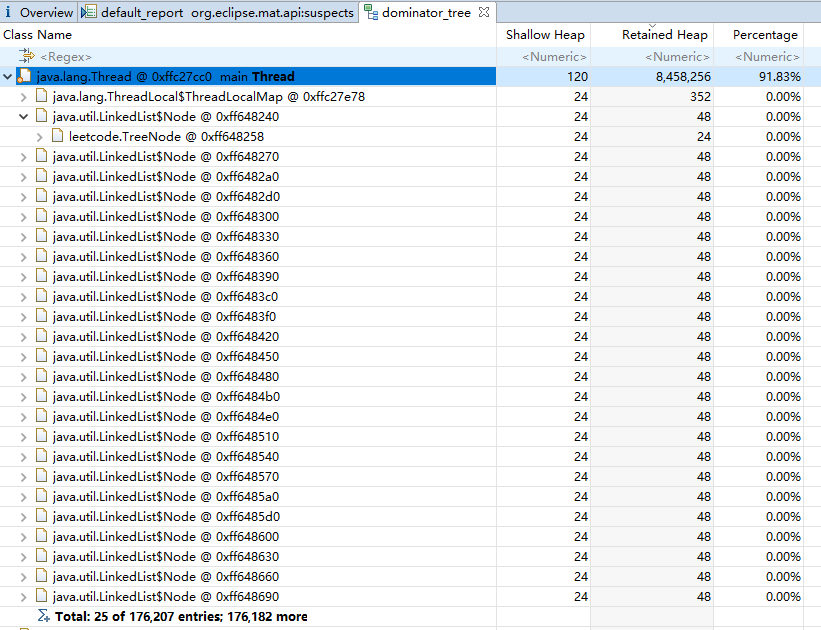 Overview default_report org.eclipse.mat.api:suspects dominator_tree
Class Name Shallow Heap Retained Heap Percentage
<Regex> <Numeric> <Numeric> <Numeric>
java.lang.Thread @ 0xffc27cc0 main Thread 120 8,458,256 91.83%
java.lang.ThreadLocal$ThreadLocalMap @ 0xffc27e78 24 352 0.00%
java.util.LinkedList$Node @ 0xff648240 24 48 0.00%
leetcode.TreeNode @ 0xff648258 24 24 0.00%
java.util.LinkedList$Node @ 0xff648270 24 48 0.00%
java.util.LinkedList$Node @ 0xff6482a0 24 48 0.00%
java.util.LinkedList$Node @ 0xff6482d0 24 48 0.00%
java.util.LinkedList$Node @ 0xff648300 24 48 0.00%
java.util.LinkedList$Node @ 0xff648330 24 48 0.00%
java.util.LinkedList$Node @ 0xff648360 24 48 0.00%
java.util.LinkedList$Node @ 0xff648390 24 48 0.00%
java.util.LinkedList$Node @ 0xff6483c0 24 48 0.00%
java.util.LinkedList$Node @ 0xff6483f0 24 48 0.00%
java.util.LinkedList$Node @ 0xff648420 24 48 0.00%
java.util.LinkedList$Node @ 0xff648450 24 48 0.00%
java.util.LinkedList$Node @ 0xff648480 24 48 0.00%
java.util.LinkedList$Node @ 0xff6484b0 24 48 0.00%
java.util.LinkedList$Node @ 0xff6484e0 24 48 0.00%
java.util.LinkedList$Node @ 0xff648510 24 48 0.00%
java.util.LinkedList$Node @ 0xff648540 24 48 0.00%
java.util.LinkedList$Node @ 0xff648570 24 48 0.00%
java.util.LinkedList$Node @ 0xff6485a0 24 48 0.00%
java.util.LinkedList$Node @ 0xff6485d0 24 48 0.00%
java.util.LinkedList$Node @ 0xff648600 24 48 0.00%
java.util.LinkedList$Node @ 0xff648630 24 48 0.00%
java.util.LinkedList$Node @ 0xff648660 24 48 0.00%
java.util.LinkedList$Node @ 0xff648690 24 48 0.00%
Total: 25 of 176,207 entries; 176,182 more